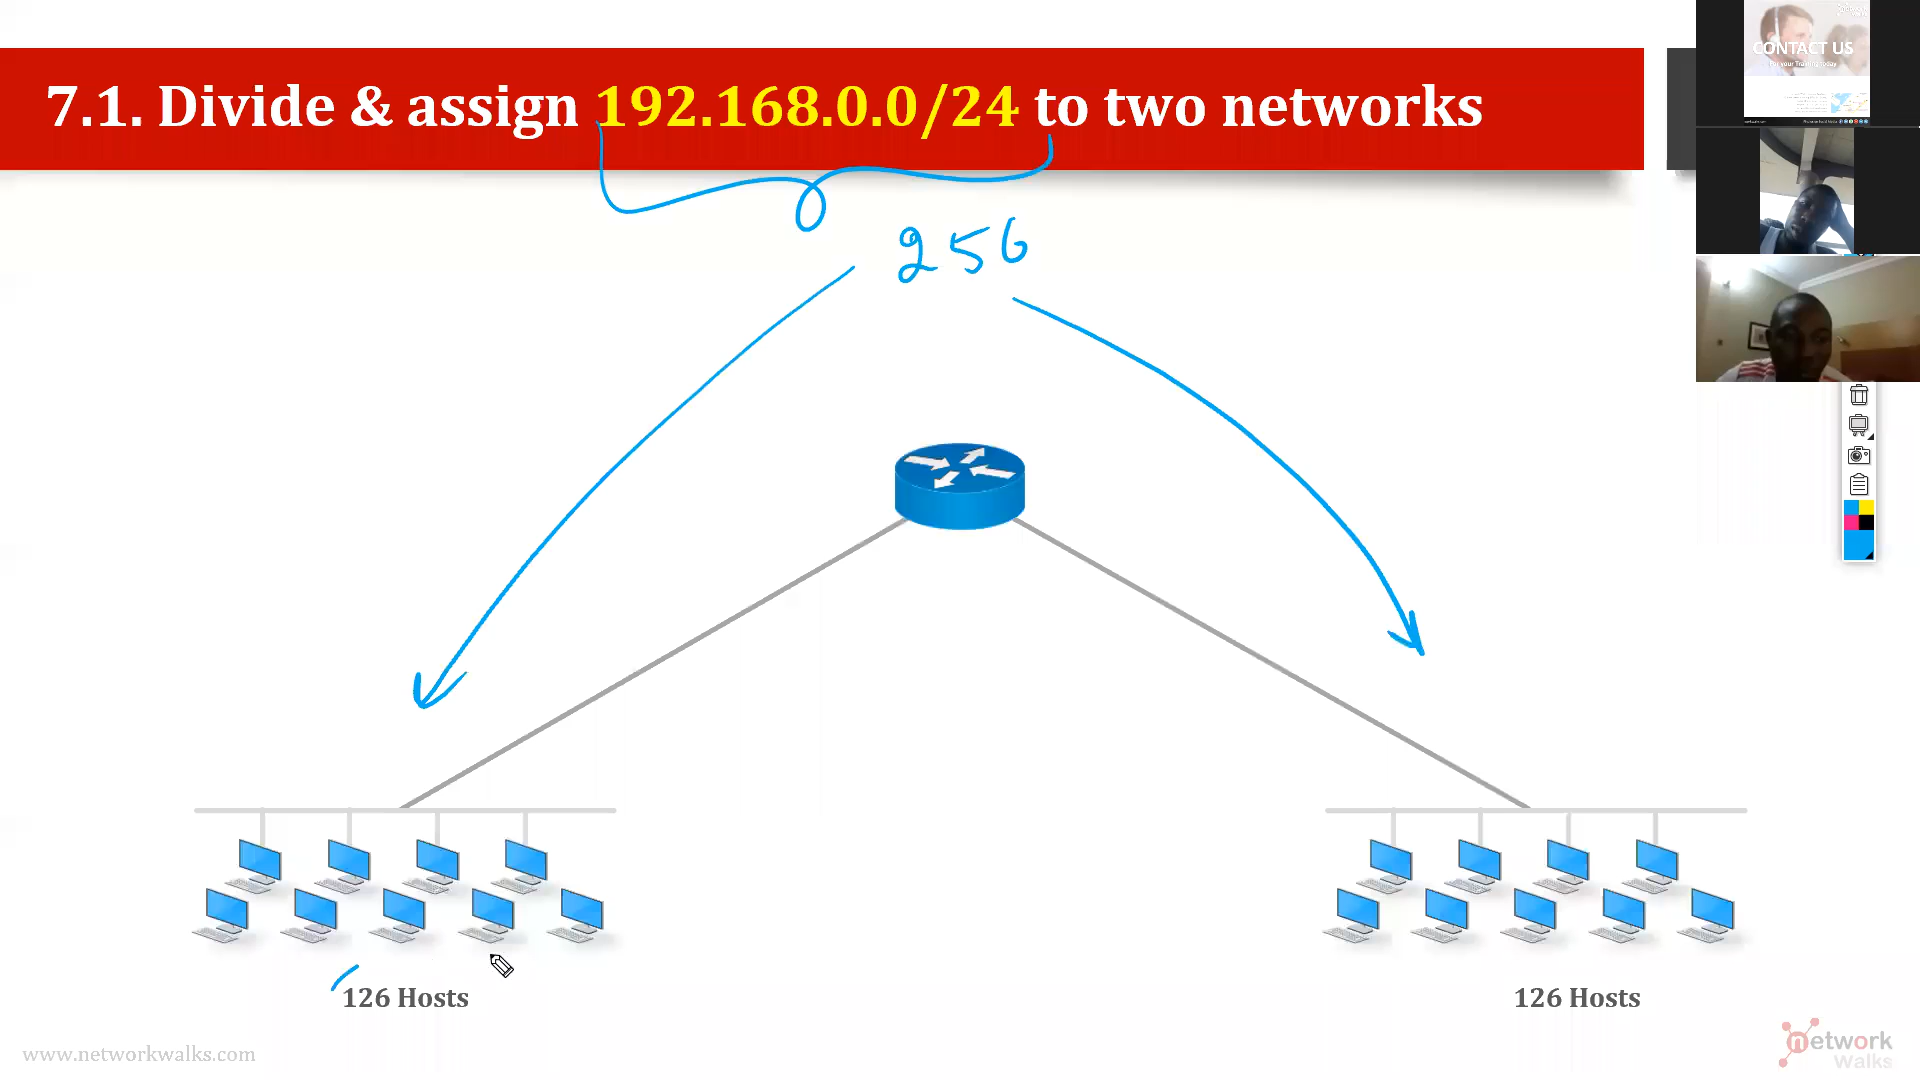 7.1. Divide & assign 192.168.0.0/24 to two networks
CONTACT US
256
126 Hosts
126 Hosts
www.networkwalks.com
network
Walks